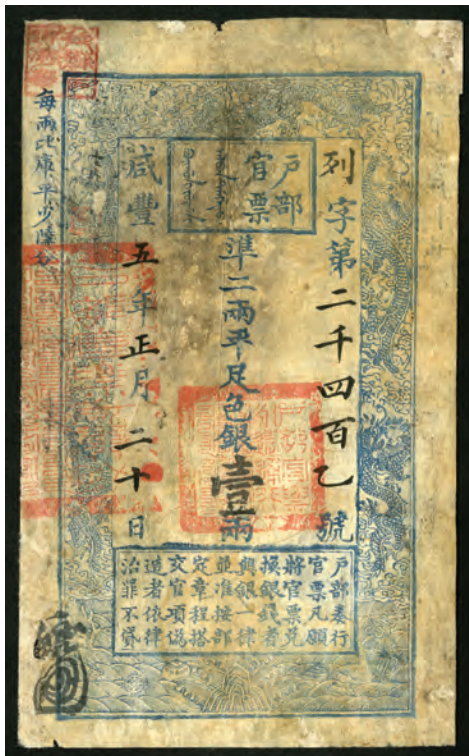 列字第二千四百乙號
戶部
官票
準二兩平足色銀壹兩
咸豐五年正月二十日
每兩比庫平少陸分
戶部奏行
官票凡願
將官票兌
換銀錢者
與銀一律
並准按部
定章程搭
交官項偽
造者依律
治罪不貸